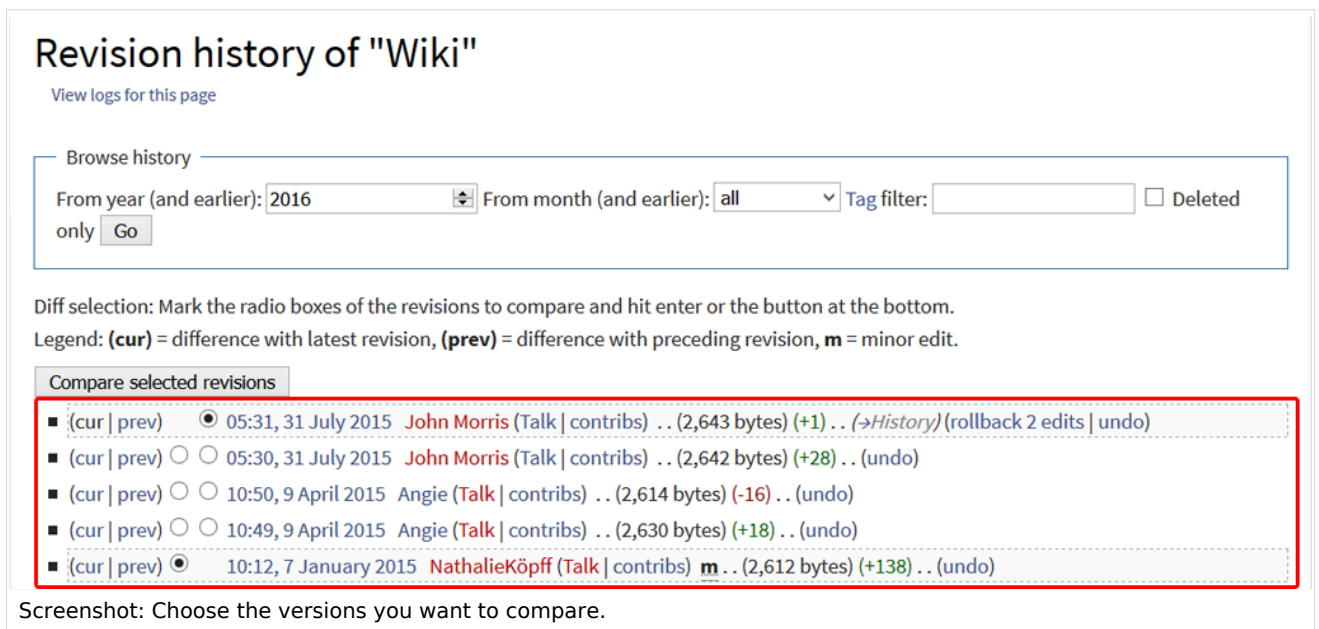 Revision history of "Wiki"
View logs for this page
Browse history
From year (and earlier): 2016 From month (and earlier): all Tag filter: Deleted
only Go
Diff selection: Mark the radio boxes of the revisions to compare and hit enter or the button at the bottom.
Legend: (cur) = difference with latest revision, (prev) = difference with preceding revision, m = minor edit.
Compare selected revisions
(cur | prev) 05:31, 31 July 2015 John Morris (Talk | contribs) . . (2,643 bytes) (+1) . . (→History) (rollback 2 edits | undo)
(cur | prev) 05:30, 31 July 2015 John Morris (Talk | contribs) . . (2,642 bytes) (+28) . . (undo)
(cur | prev) 10:50, 9 April 2015 Angie (Talk | contribs) . . (2,614 bytes) (-16) . . (undo)
(cur | prev) 10:49, 9 April 2015 Angie (Talk | contribs) . . (2,630 bytes) (+18) . . (undo)
(cur | prev) 10:12, 7 January 2015 NathalieKöpff (Talk | contribs) m . . (2,612 bytes) (+138) . . (undo)
Screenshot: Choose the versions you want to compare.